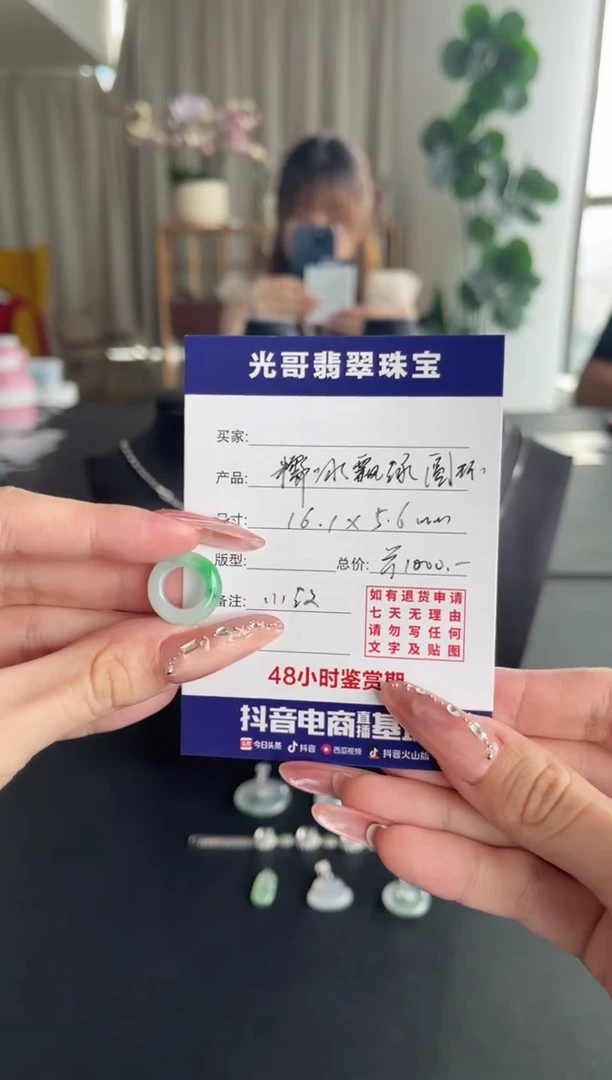 光哥翡翠珠宝
买家:
产品: 糯冰飘绿圆环
尺寸: 16.1×5.6mm
版型: 总价: 1000.-
备注: 小纹
如有退货申请
七天无理由
请勿写任何
文字及贴图
48小时鉴赏期
抖音电商直播基
今日头条 抖音 西瓜视频 抖音火山版